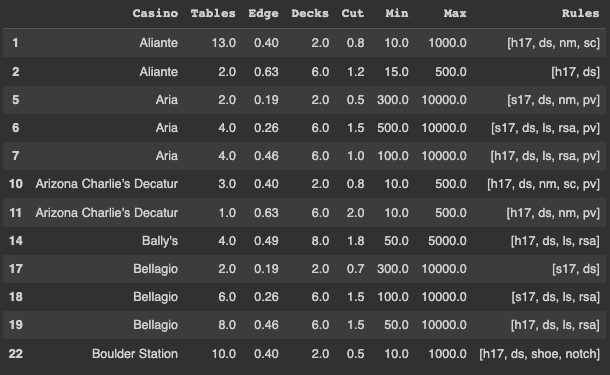 Casino Tables Edge Decks Cut Min Max Rules
1 Aliante 13.0 0.40 2.0 0.8 10.0 1000.0 [h17, ds, nm, sc]
2 Aliante 2.0 0.63 6.0 1.2 15.0 500.0 [h17, ds]
5 Aria 2.0 0.19 2.0 0.5 300.0 10000.0 [s17, ds, nm, pv]
6 Aria 4.0 0.26 6.0 1.5 500.0 10000.0 [s17, ds, ls, rsa, pv]
7 Aria 4.0 0.46 6.0 1.0 100.0 10000.0 [h17, ds, ls, rsa, pv]
10 Arizona Charlie’s Decatur 3.0 0.40 2.0 0.8 10.0 500.0 [h17, ds, nm, sc, pv]
11 Arizona Charlie’s Decatur 1.0 0.63 6.0 2.0 10.0 500.0 [h17, ds, nm, pv]
14 Bally's 4.0 0.49 8.0 1.8 50.0 5000.0 [h17, ds, ls, rsa]
17 Bellagio 2.0 0.19 2.0 0.7 300.0 10000.0 [s17, ds]
18 Bellagio 6.0 0.26 6.0 1.5 100.0 10000.0 [s17, ds, ls, rsa]
19 Bellagio 8.0 0.46 6.0 1.5 50.0 10000.0 [h17, ds, ls, rsa]
22 Boulder Station 10.0 0.40 2.0 0.5 10.0 1000.0 [h17, ds, shoe, notch]